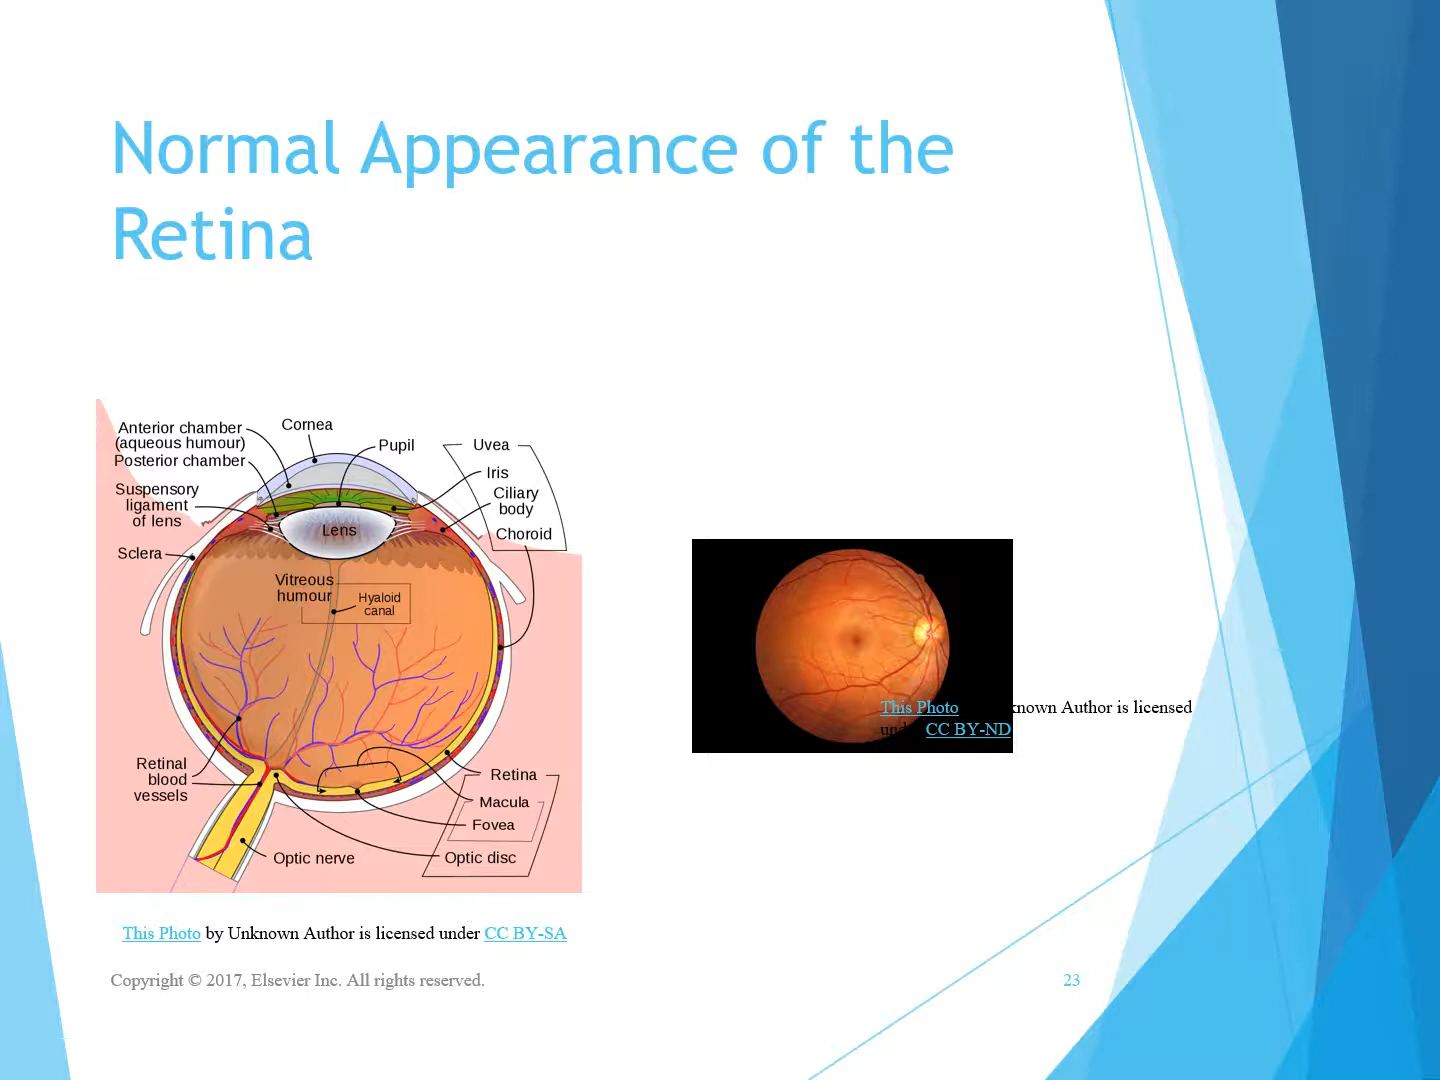 Normal Appearance of the
Retina
Anterior chamber
(aqueous humour)
Posterior chamber
Suspensory
ligament
of lens
Sclera
Cornea
Pupil
Uvea
Iris
Ciliary
body
Choroid
Lens
Vitreous
humour
Hyaloid
canal
Retinal
blood
vessels
Optic nerve
Retina
Macula
Fovea
Optic disc
This Photo by Unknown Author is licensed under CC BY-SA
This Photo known Author is licensed
under CC BY-ND
Copyright © 2017, Elsevier Inc. All rights reserved.
23